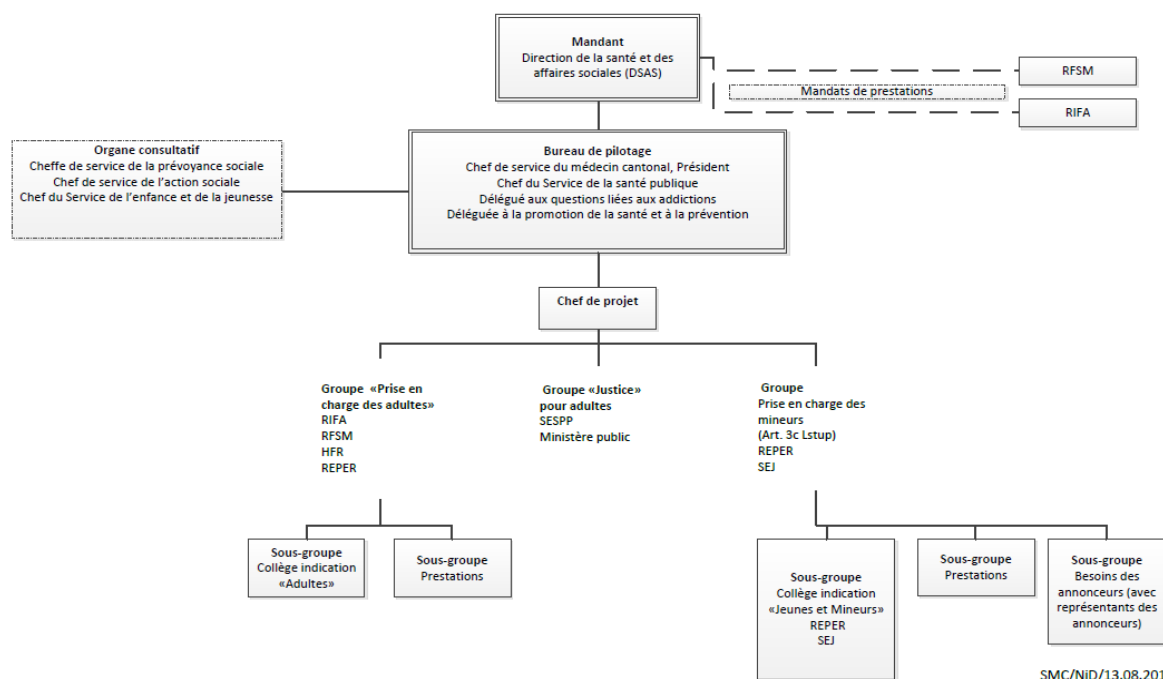 Mandant
Direction de la santé et des
affaires sociales (DSAS)
RFSM
Mandats de prestations
RIFA
Organe consultatif
Cheffe de service de la prévoyance sociale
Chef de service de l'action sociale
Chef du Service de l'enfance et de la jeunesse
Bureau de pilotage
Chef de service du médecin cantonal, Président
Chef du Service de la santé publique
Délégué aux questions liées aux addictions
Déléguée à la promotion de la santé et à la prévention
Chef de projet
Groupe «Prise en
charge des adultes»
RIFA
RFSM
HFR
REPER
Groupe «Justice»
pour adultes
SESPP
Ministère public
Groupe
Prise en charge des
mineurs
(Art. 3c Lstup)
REPER
SEJ
Sous-groupe
Collège indication
«Adultes»
Sous-groupe
Prestations
Sous-groupe
Collège indication
«Jeunes et Mineurs»
REPER
SEJ
Sous-groupe
Prestations
Sous-groupe
Besoins des
annonceurs (avec
représentants des
annonceurs)
SMC/NiD/13.08.201